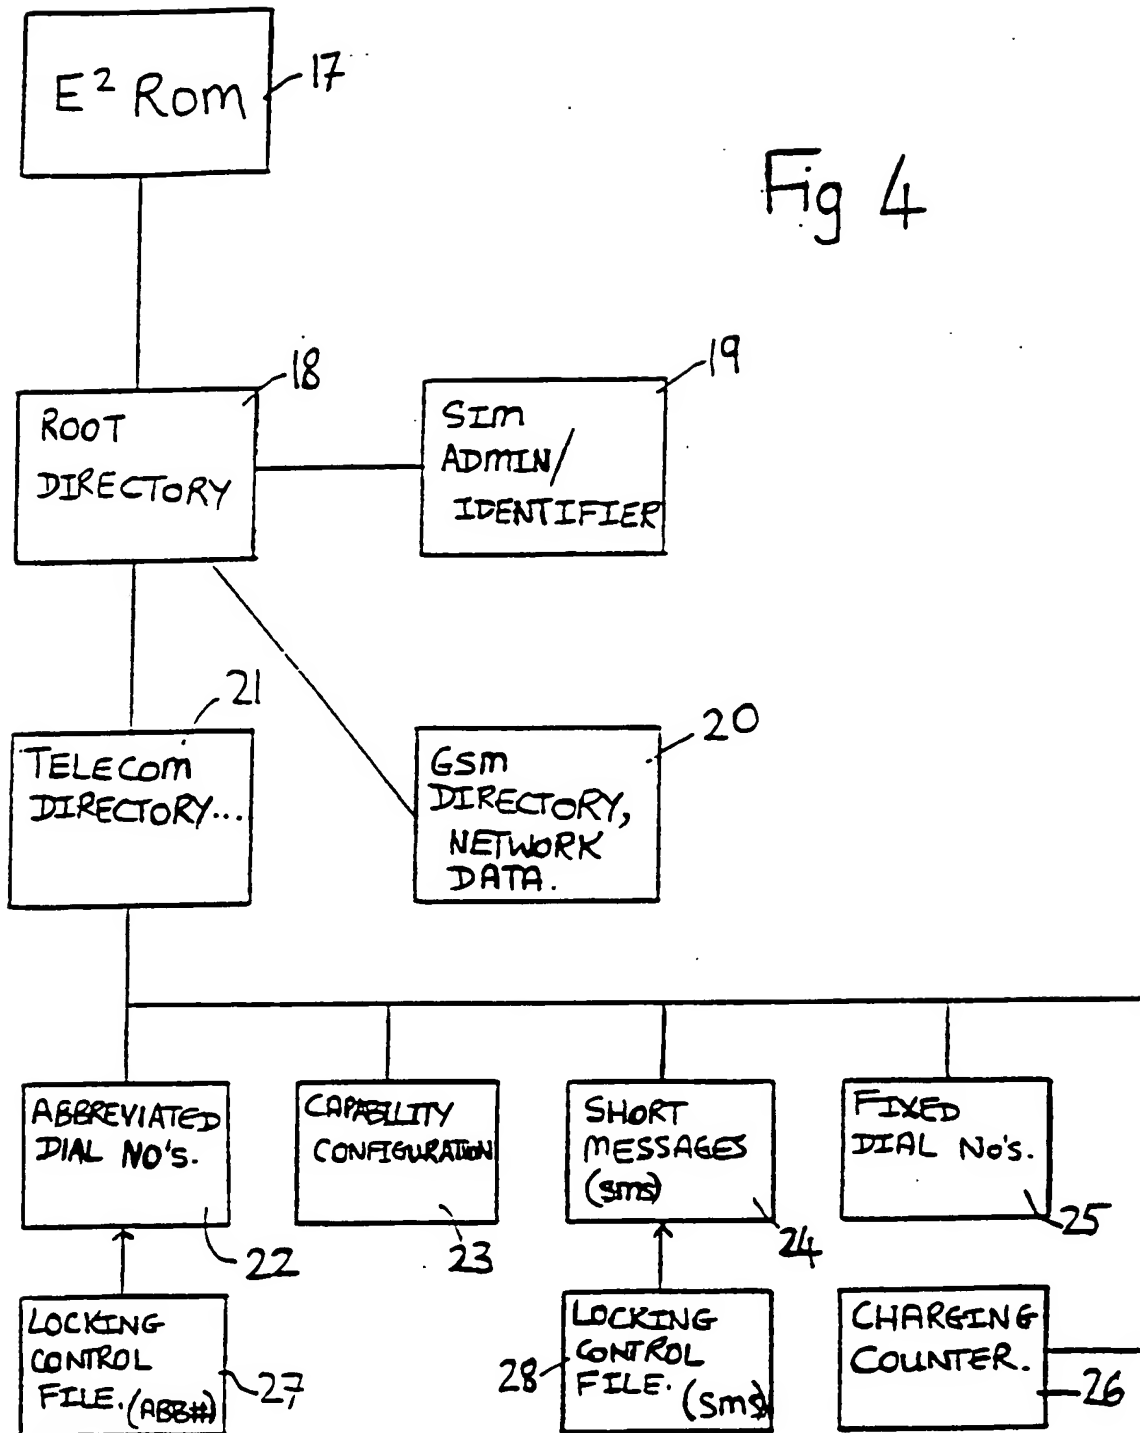 E² Rom
17
Fig 4
18
ROOT
DIRECTORY
19
SIM
ADMIN/
IDENTIFIER
21
TELECOM
DIRECTORY...
20
GSM
DIRECTORY,
NETWORK
DATA.
ABBREVIATED
DIAL NO's.
22
CAPABILITY
CONFIGURATION
23
SHORT
MESSAGES
(sms)
24
FIXED
DIAL No's.
25
LOCKING
CONTROL
FILE. (ABB#)
27
28
LOCKING
CONTROL
FILE. (sms)
CHARGING
COUNTER.
26